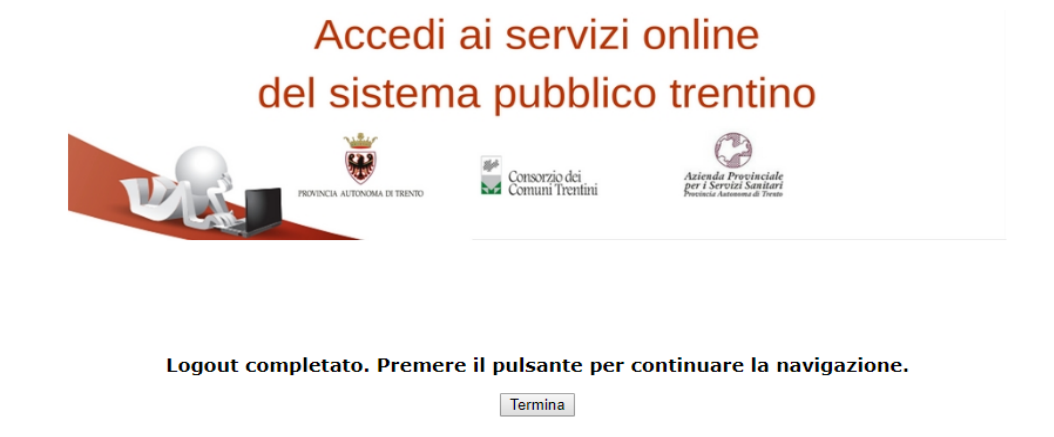 Accedi ai servizi online
del sistema pubblico trentino
PROVINCIA AUTONOMA DI TRENTO
Consorzio dei
Comuni Trentini
Azienda Provinciale
per i Servizi Sanitari
Provincia Autonoma di Trento
Logout completato. Premere il pulsante per continuare la navigazione.
Termina